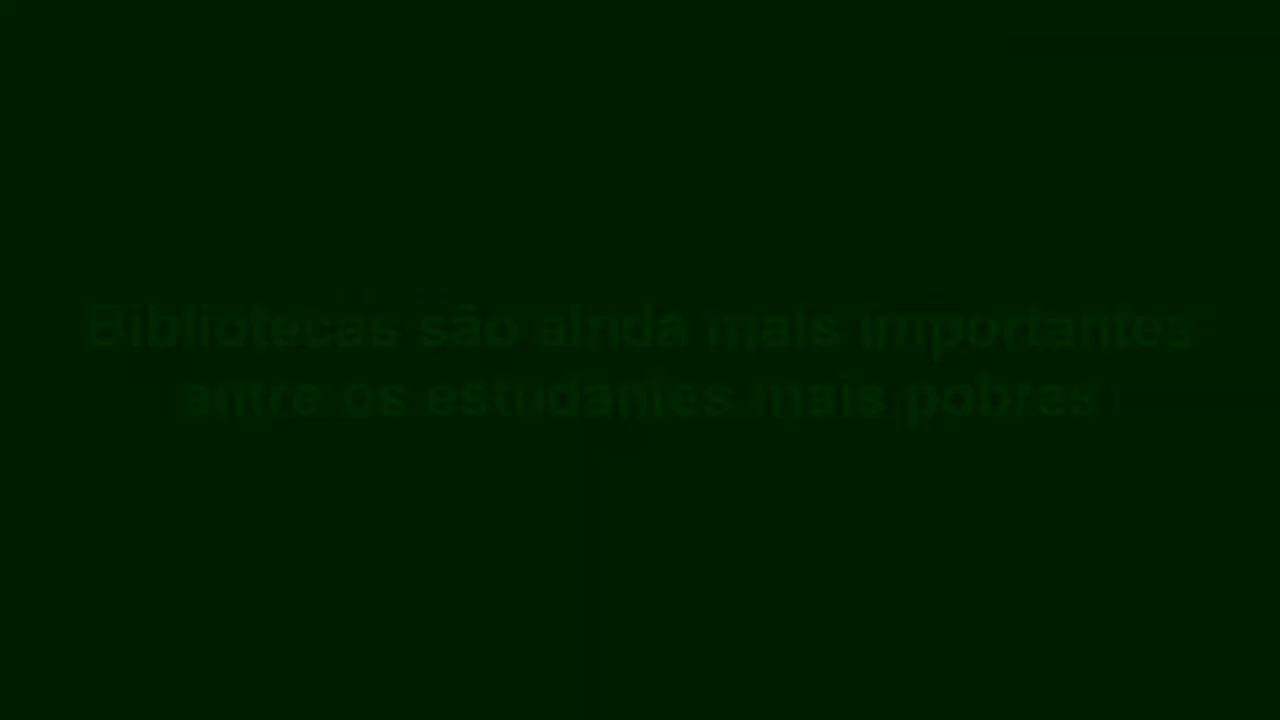 Bibliotecas são ainda mais importantes
entre os estudantes mais pobres